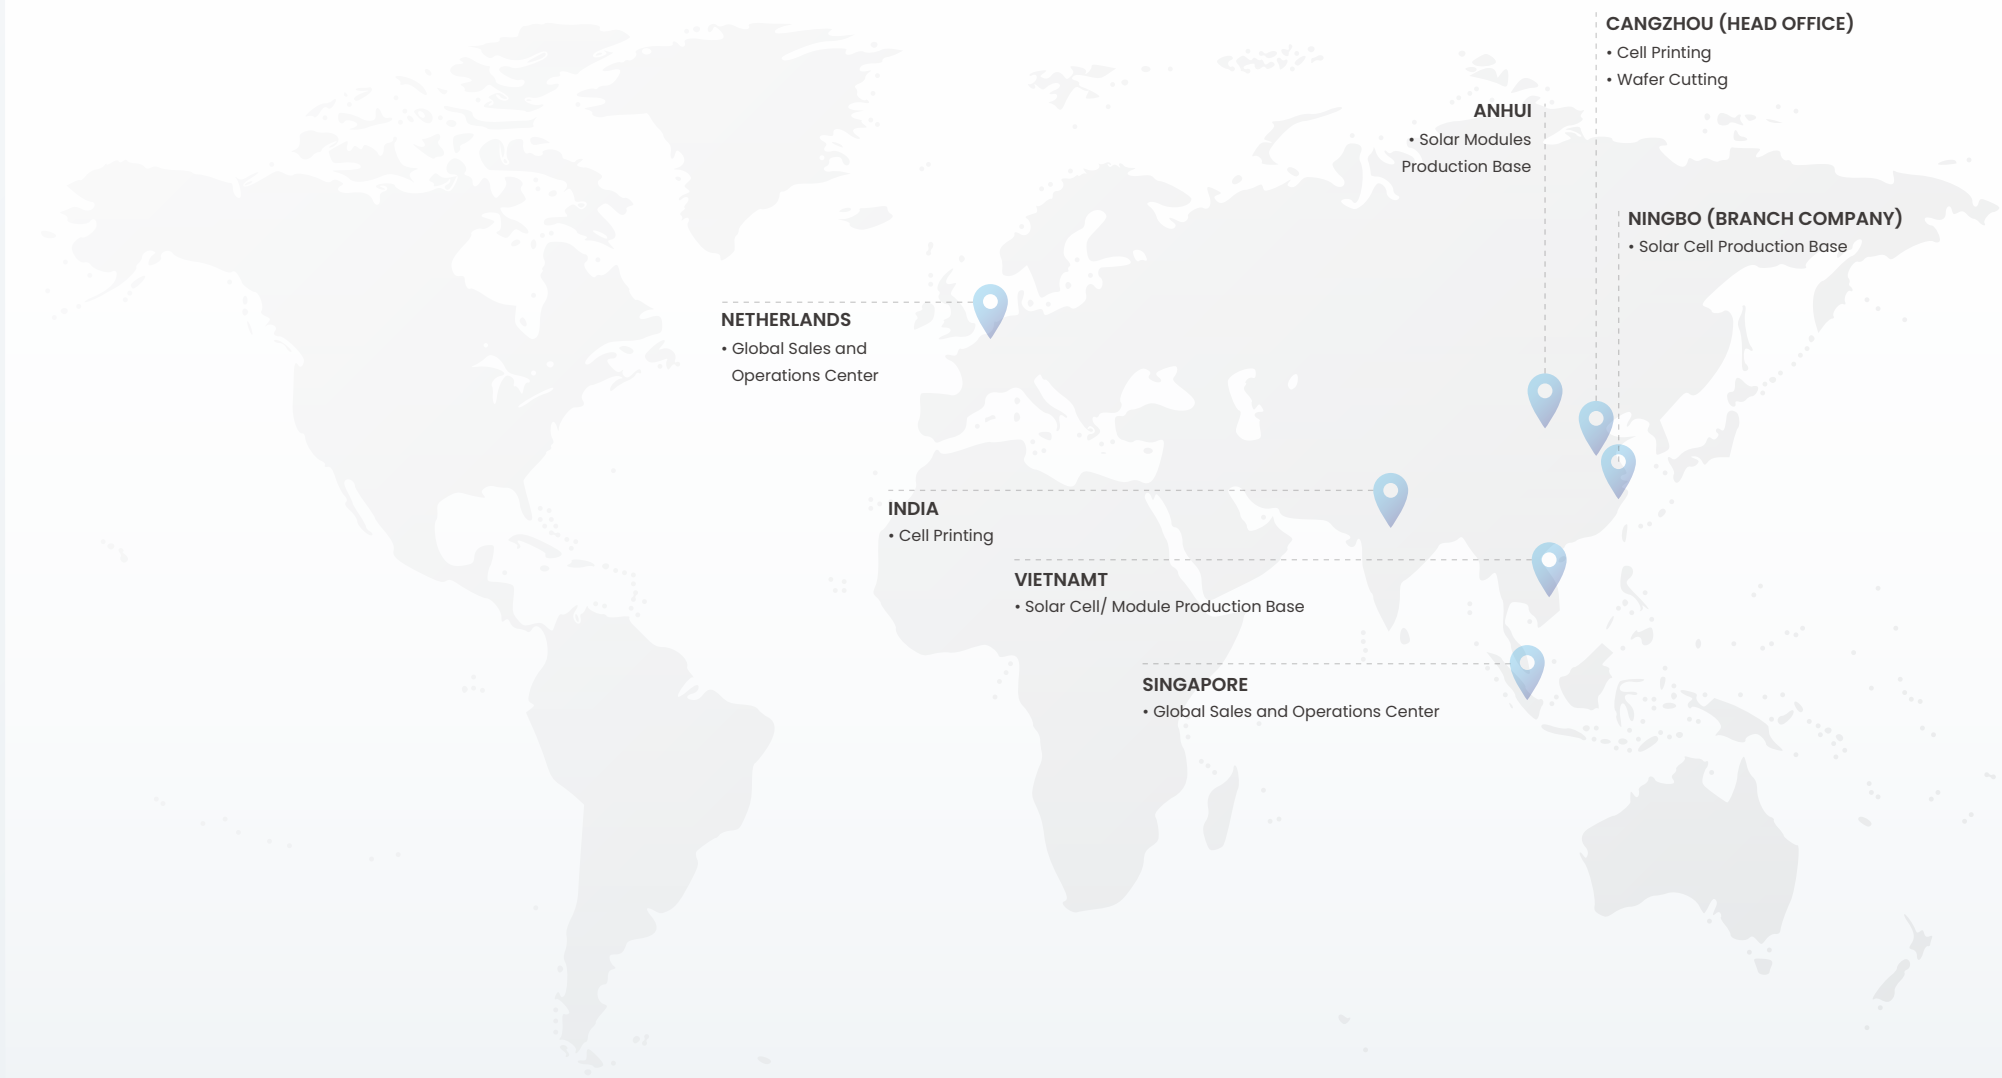 CANGZHOU (HEAD OFFICE)
• Cell Printing
• Wafer Cutting
ANHUI
• Solar Modules
Production Base
NINGBO (BRANCH COMPANY)
• Solar Cell Production Base
NETHERLANDS
• Global Sales and
Operations Center
INDIA
• Cell Printing
VIETNAMT
• Solar Cell/ Module Production Base
SINGAPORE
• Global Sales and Operations Center